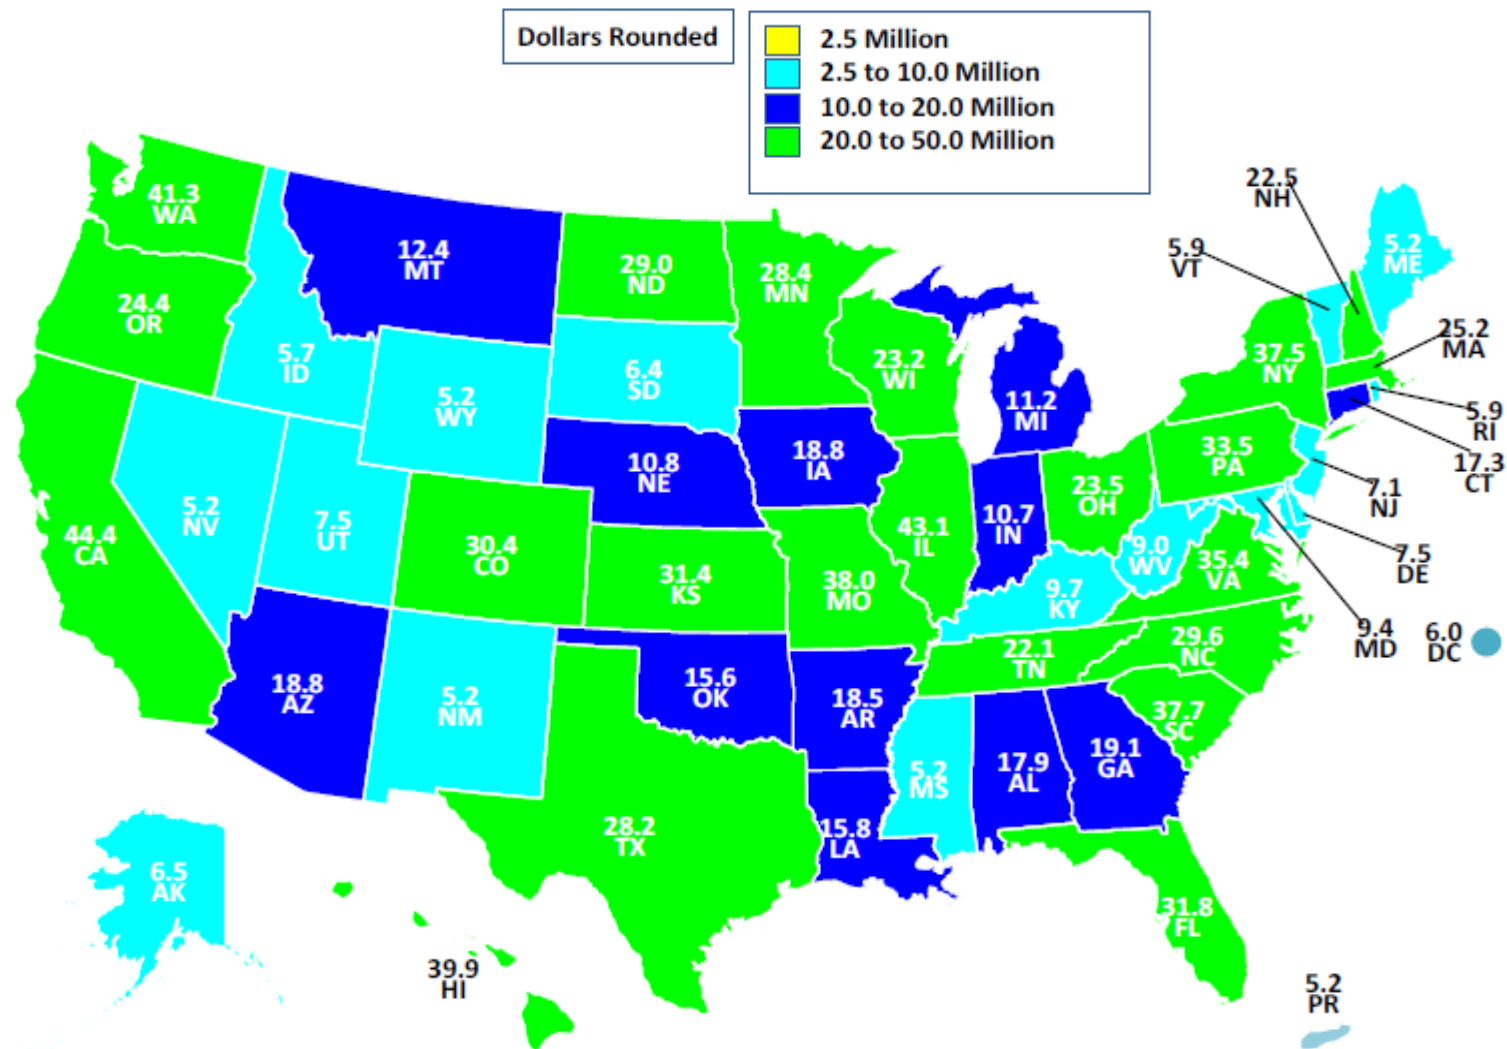 Dollars Rounded
2.5 Million
2.5 to 10.0 Million
10.0 to 20.0 Million
20.0 to 50.0 Million
41.3
WA
12.4
MT
29.0
ND
28.4
MN
22.5
NH
5.9
VT
5.2
ME
24.4
OR
5.7
ID
5.2
WY
6.4
SD
23.2
WI
11.2
MI
37.5
NY
25.2
MA
5.9
RI
17.3
CT
44.4
CA
5.2
NV
7.5
UT
30.4
CO
10.8
NE
18.8
IA
43.1
IL
10.7
IN
23.5
OH
33.5
PA
7.1
NJ
7.5
DE
9.4
MD
6.0
DC
31.4
KS
38.0
MO
9.7
KY
9.0
WV
35.4
VA
29.6
NC
22.1
TN
37.7
SC
18.8
AZ
5.2
NM
15.6
OK
18.5
AR
5.2
MS
17.9
AL
19.1
GA
28.2
TX
15.8
LA
31.8
FL
6.5
AK
39.9
HI
5.2
PR